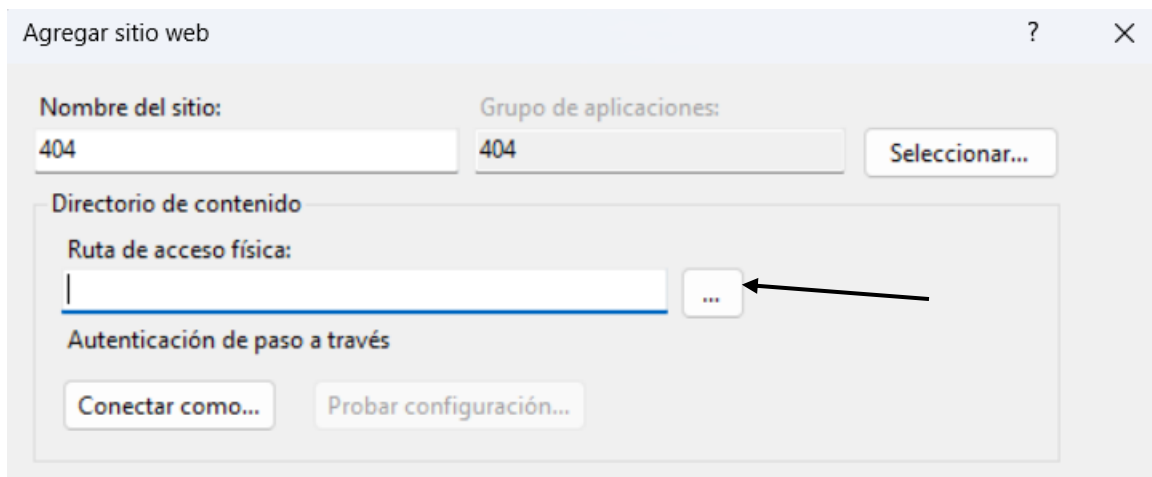 Agregar sitio web ?
Nombre del sitio: Grupo de aplicaciones:
404 404 Seleccionar...
Directorio de contenido
Ruta de acceso física:
...
Autenticación de paso a través
Conectar como... Probar configuración...